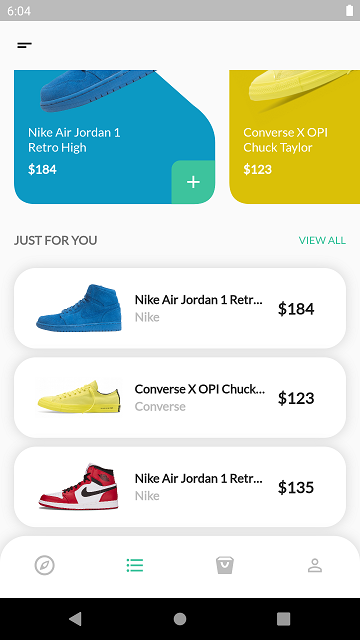 6:04
Nike Air Jordan 1
Retro High
$184
Converse X OPI
Chuck Taylor
$123
JUST FOR YOU
VIEW ALL
Nike Air Jordan 1 Retr...
Nike
$184
Converse X OPI Chuck...
Converse
$123
Nike Air Jordan 1 Retr...
Nike
$135